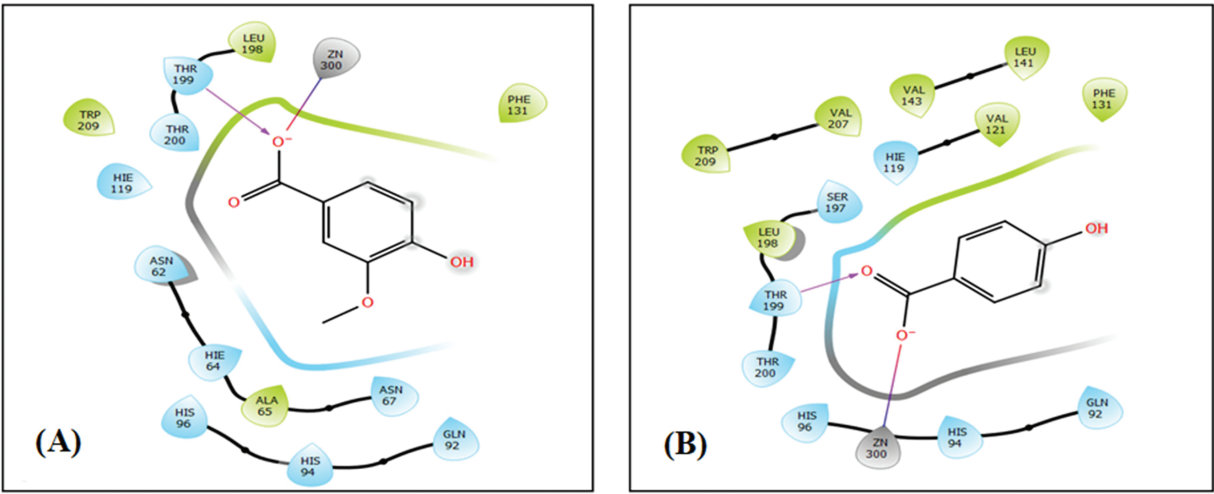 LEU
198
ZN
300
THR
199
PHE
131
TRP
209
THR
200
O⁻
HIE
119
O
ASN
62
OH
O
HIE
64
ALA
65
ASN
67
HIS
96
GLN
92
HIS
94
(A)
LEU
141
VAL
143
PHE
131
VAL
207
VAL
121
TRP
209
HIE
119
SER
197
LEU
198
OH
O
THR
199
O⁻
THR
200
GLN
92
HIS
96
HIS
94
ZN
300
(B)